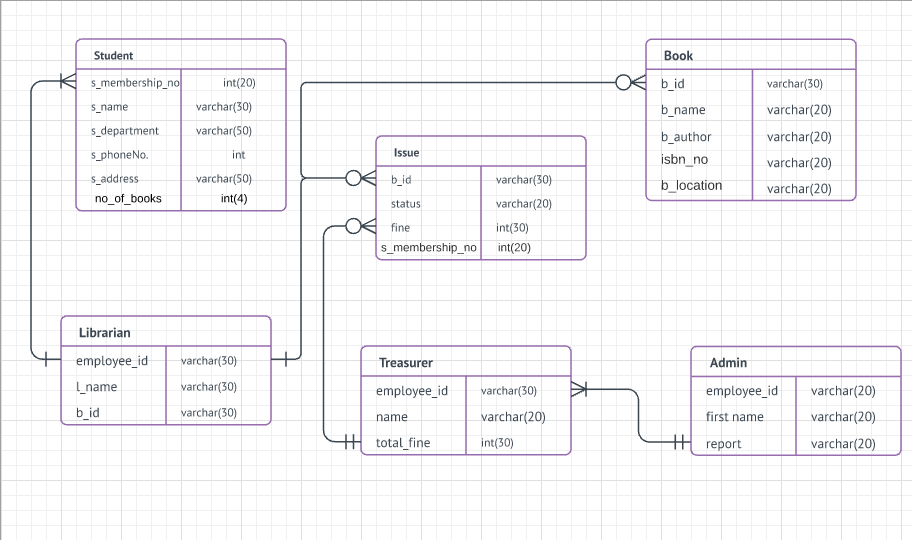 Student
s_membership_no int(20)
s_name varchar(30)
s_department varchar(50)
s_phoneNo. int
s_address varchar(50)
no_of_books int(4)
Book
b_id varchar(30)
b_name varchar(20)
b_author varchar(20)
isbn_no varchar(20)
b_location varchar(20)
Issue
b_id varchar(30)
status varchar(20)
fine int(30)
s_membership_no int(20)
Librarian
employee_id varchar(30)
l_name varchar(30)
b_id varchar(30)
Treasurer
employee_id varchar(30)
name varchar(20)
total_fine int(30)
Admin
employee_id varchar(20)
first name varchar(20)
report varchar(20)